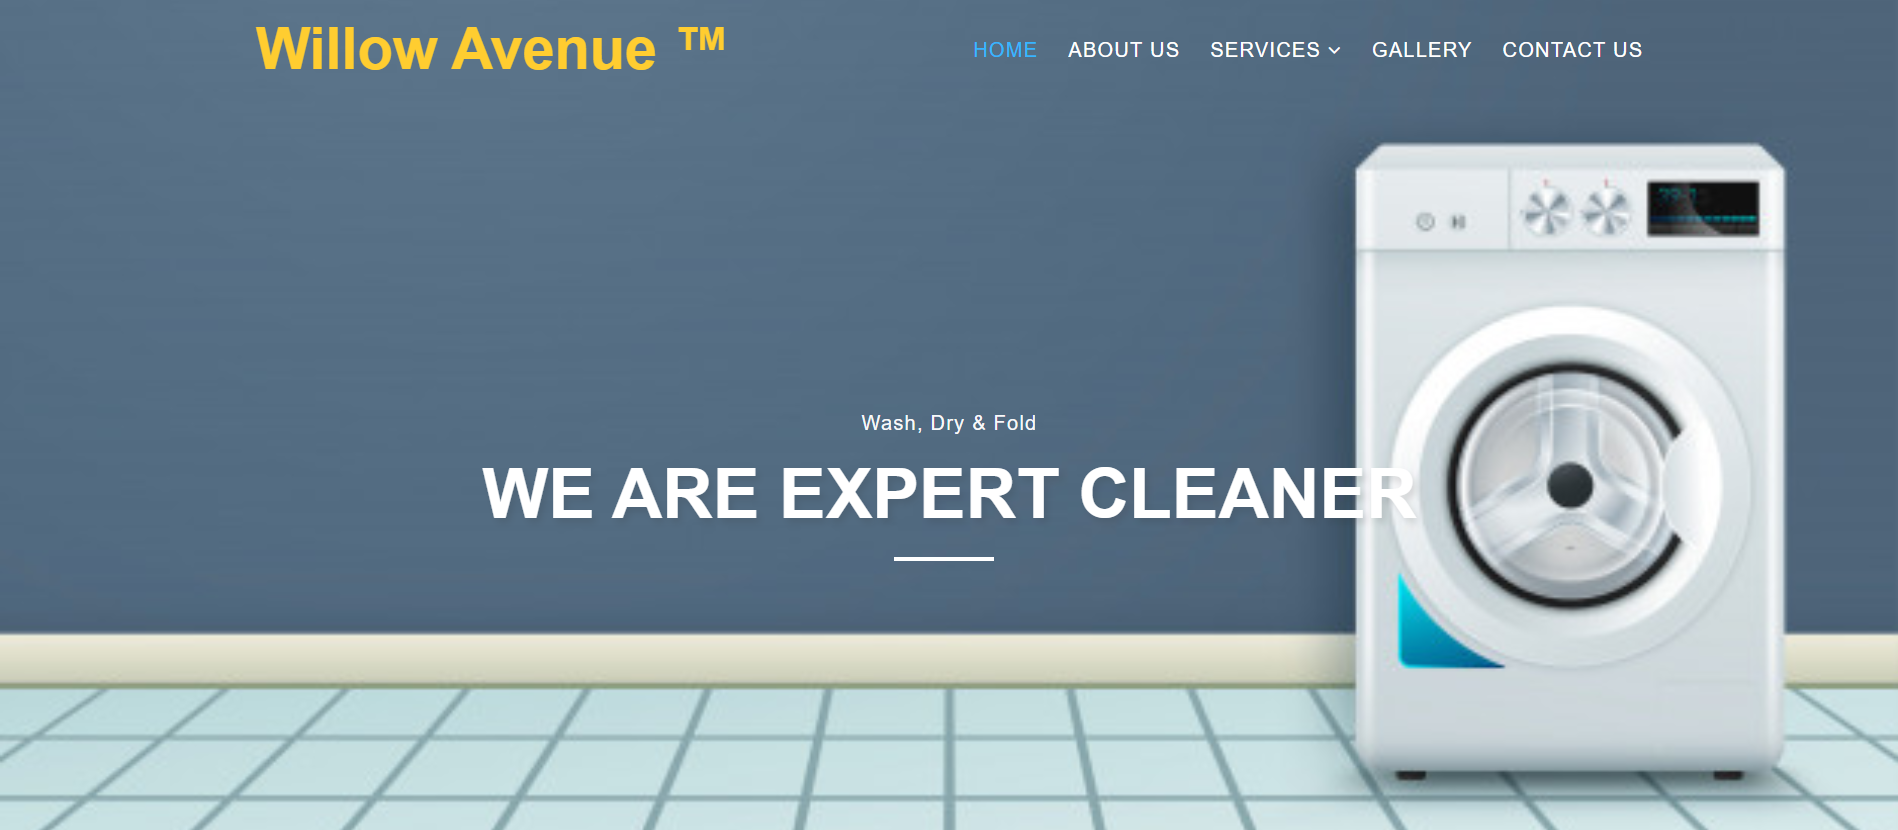 Willow Avenue ™
HOME ABOUT US SERVICES GALLERY CONTACT US
Wash, Dry & Fold
WE ARE EXPERT CLEANER